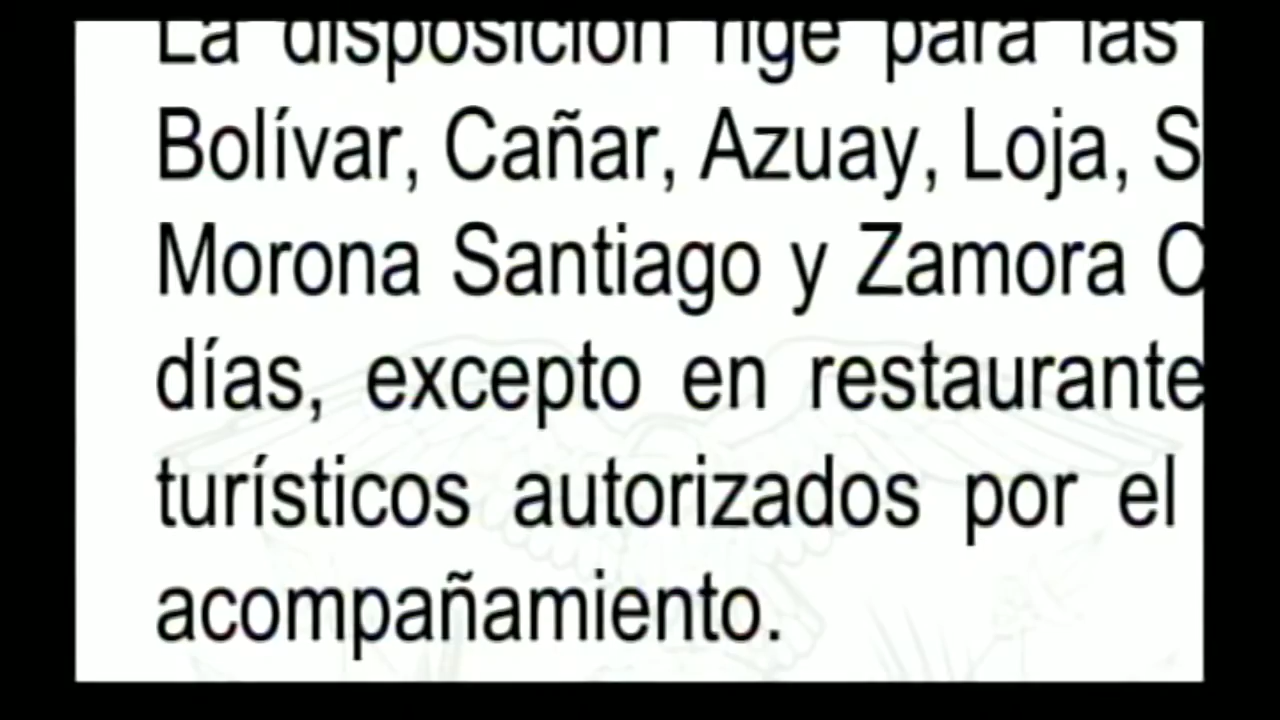 La disposición rige para las
Bolívar, Cañar, Azuay, Loja, S
Morona Santiago y Zamora C
días, excepto en restaurante
turísticos autorizados por el
acompañamiento.